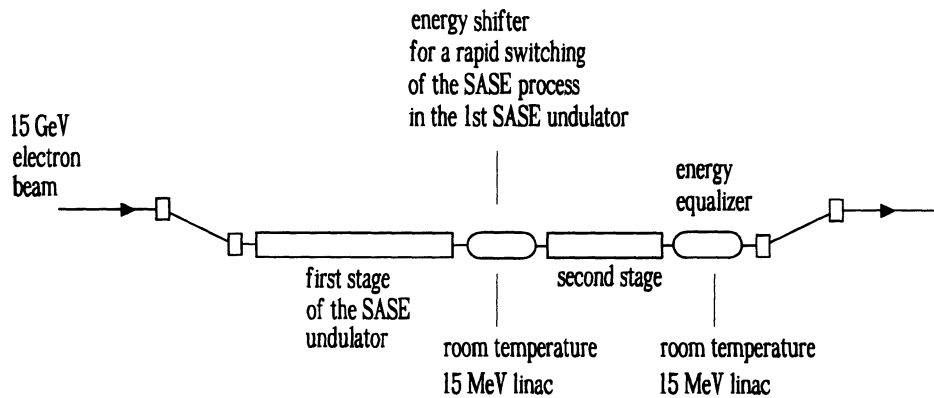 energy shifter
for a rapid switching
of the SASE process
in the 1st SASE undulator
15 GeV
electron
beam
energy
equalizer
first stage
of the SASE
undulator
second stage
room temperature
15 MeV linac
room temperature
15 MeV linac